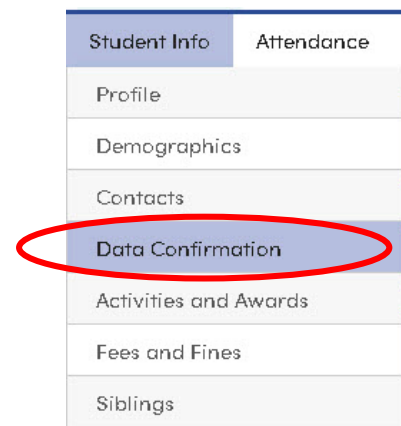 Student Info Attendance
Profile
Demographics
Contacts
Data Confirmation
Activities and Awards
Fees and Fines
Siblings